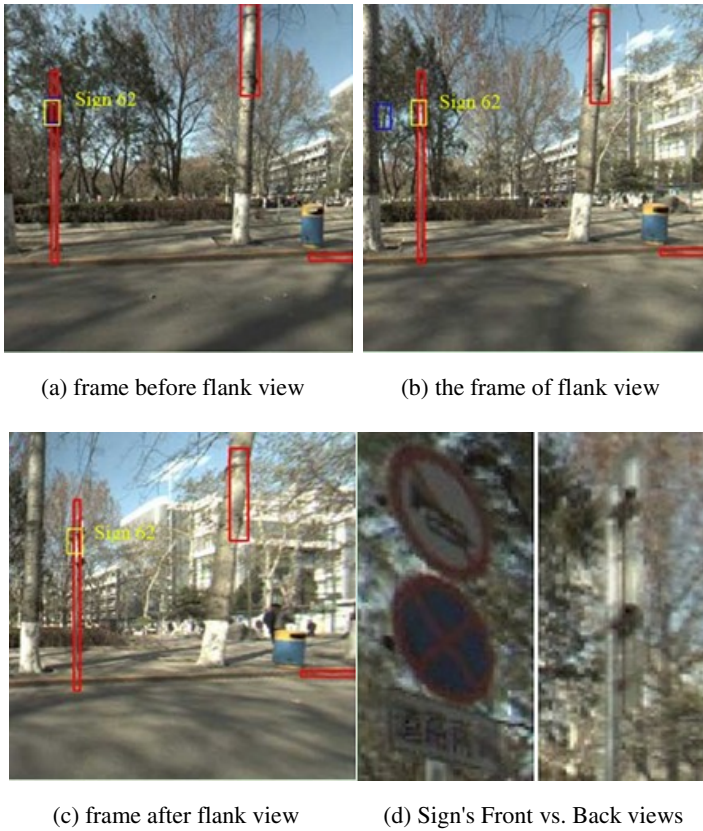 Sign 62
Sign 62
(a) frame before flank view
(b) the frame of flank view
Sign 62
(c) frame after flank view
(d) Sign's Front vs. Back views